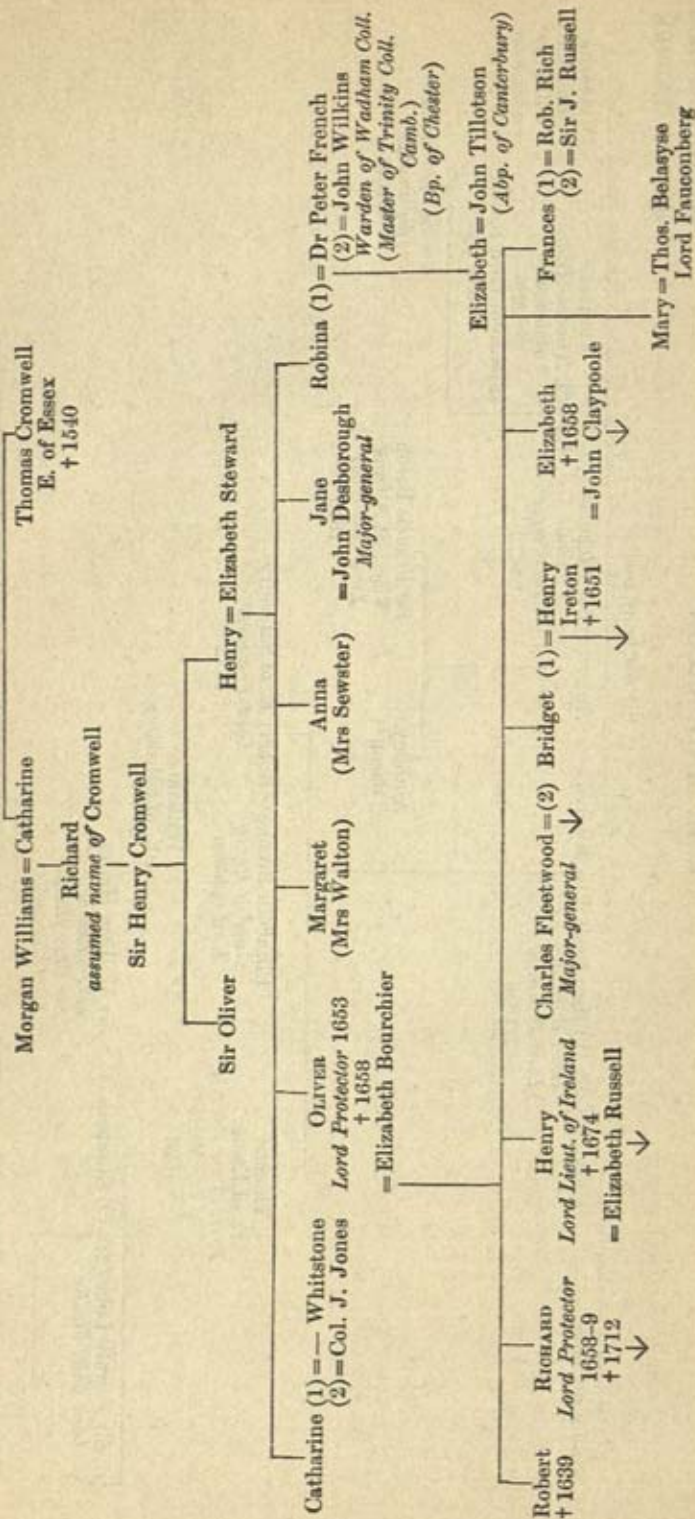 Morgan Williams=Catharine
Thomas Cromwell
E. of Essex
†1540
Richard
assumed name of Cromwell
Sir Henry Cromwell
Sir Oliver
Henry=Elizabeth Steward
Catharine (1)=— Whitstone
(2)=Col. J. Jones
OLIVER
Lord Protector 1653
†1658
=Elizabeth Bourchier
Margaret
(Mrs Walton)
Anna
(Mrs Sewster)
Jane
=John Desborough
Major-general
Robina (1)=Dr Peter French
(2)=John Wilkins
Warden of Wadham Coll.
(Master of Trinity Coll.
Camb.)
(Bp. of Chester)
Elizabeth=John Tillotson
(Abp. of Canterbury)
Robert
†1639
RICHARD
Lord Protector
1658-9
†1712
Henry
Lord Lieut. of Ireland
†1674
=Elizabeth Russell
Charles Fleetwood=(2) Bridget (1)=Henry
Major-general
Ireton
†1651
Elizabeth
†1658
=John Claypoole
Mary=Thos. Belasyse
Lord Fauconberg
Frances (1)=Rob. Rich
(2)=Sir J. Russell